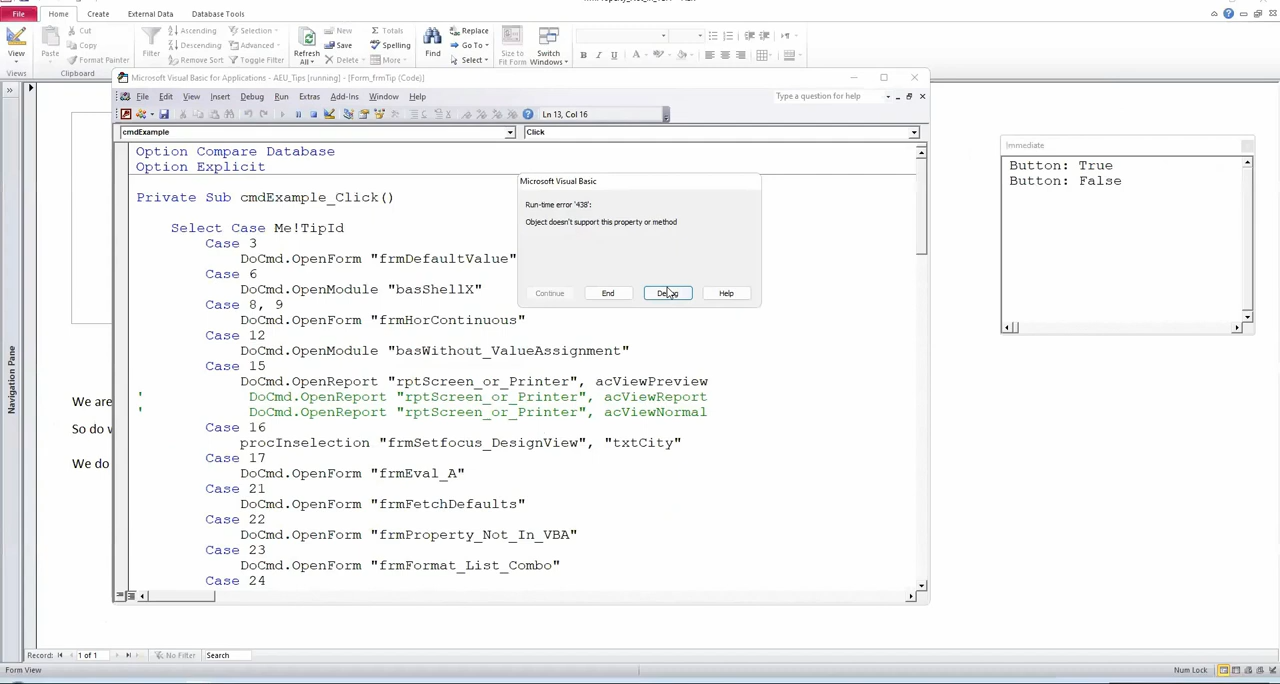 File Home Create External Data Database Tools
Cut
Copy
Format Painter
View
Paste
Views
Clipboard
Filter
Ascending
Descending
Remove Sort
Selection
Advanced
Toggle Filter
Refresh
All
New
Save
Delete
Totals
Spelling
More
Find
Replace
Go To
Select
Size to
Fit Form
Switch
Windows
Microsoft Visual Basic for Applications - AEU_Tips [running] - [Form_frmTip (Code)]
File Edit View Insert Debug Run Extras Add-Ins Window Help
Type a question for help
Ln 13, Col 16
cmdExample
Click
Option Compare Database
Option Explicit
Private Sub cmdExample_Click()
Select Case Me!TipId
Case 3
DoCmd.OpenForm "frmDefaultValue"
Case 6
DoCmd.OpenModule "basShellX"
Case 8, 9
DoCmd.OpenForm "frmHorContinuous"
Case 12
DoCmd.OpenModule "basWithout_ValueAssignment"
Case 15
DoCmd.OpenReport "rptScreen_or_Printer", acViewPreview
' DoCmd.OpenReport "rptScreen_or_Printer", acViewReport
' DoCmd.OpenReport "rptScreen_or_Printer", acViewNormal
Case 16
procInselection "frmSetfocus_DesignView", "txtCity"
Case 17
DoCmd.OpenForm "frmEval_A"
Case 21
DoCmd.OpenForm "frmFetchDefaults"
Case 22
DoCmd.OpenForm "frmProperty_Not_In_VBA"
Case 23
DoCmd.OpenForm "frmFormat_List_Combo"
Case 24
Microsoft Visual Basic
Run-time error '438':
Object doesn't support this property or method
Continue End Debug Help
Immediate
Button: True
Button: False
Navigation Pane
We are
So do
We do
Record: 1 of 1 No Filter Search
Form View
Num Lock